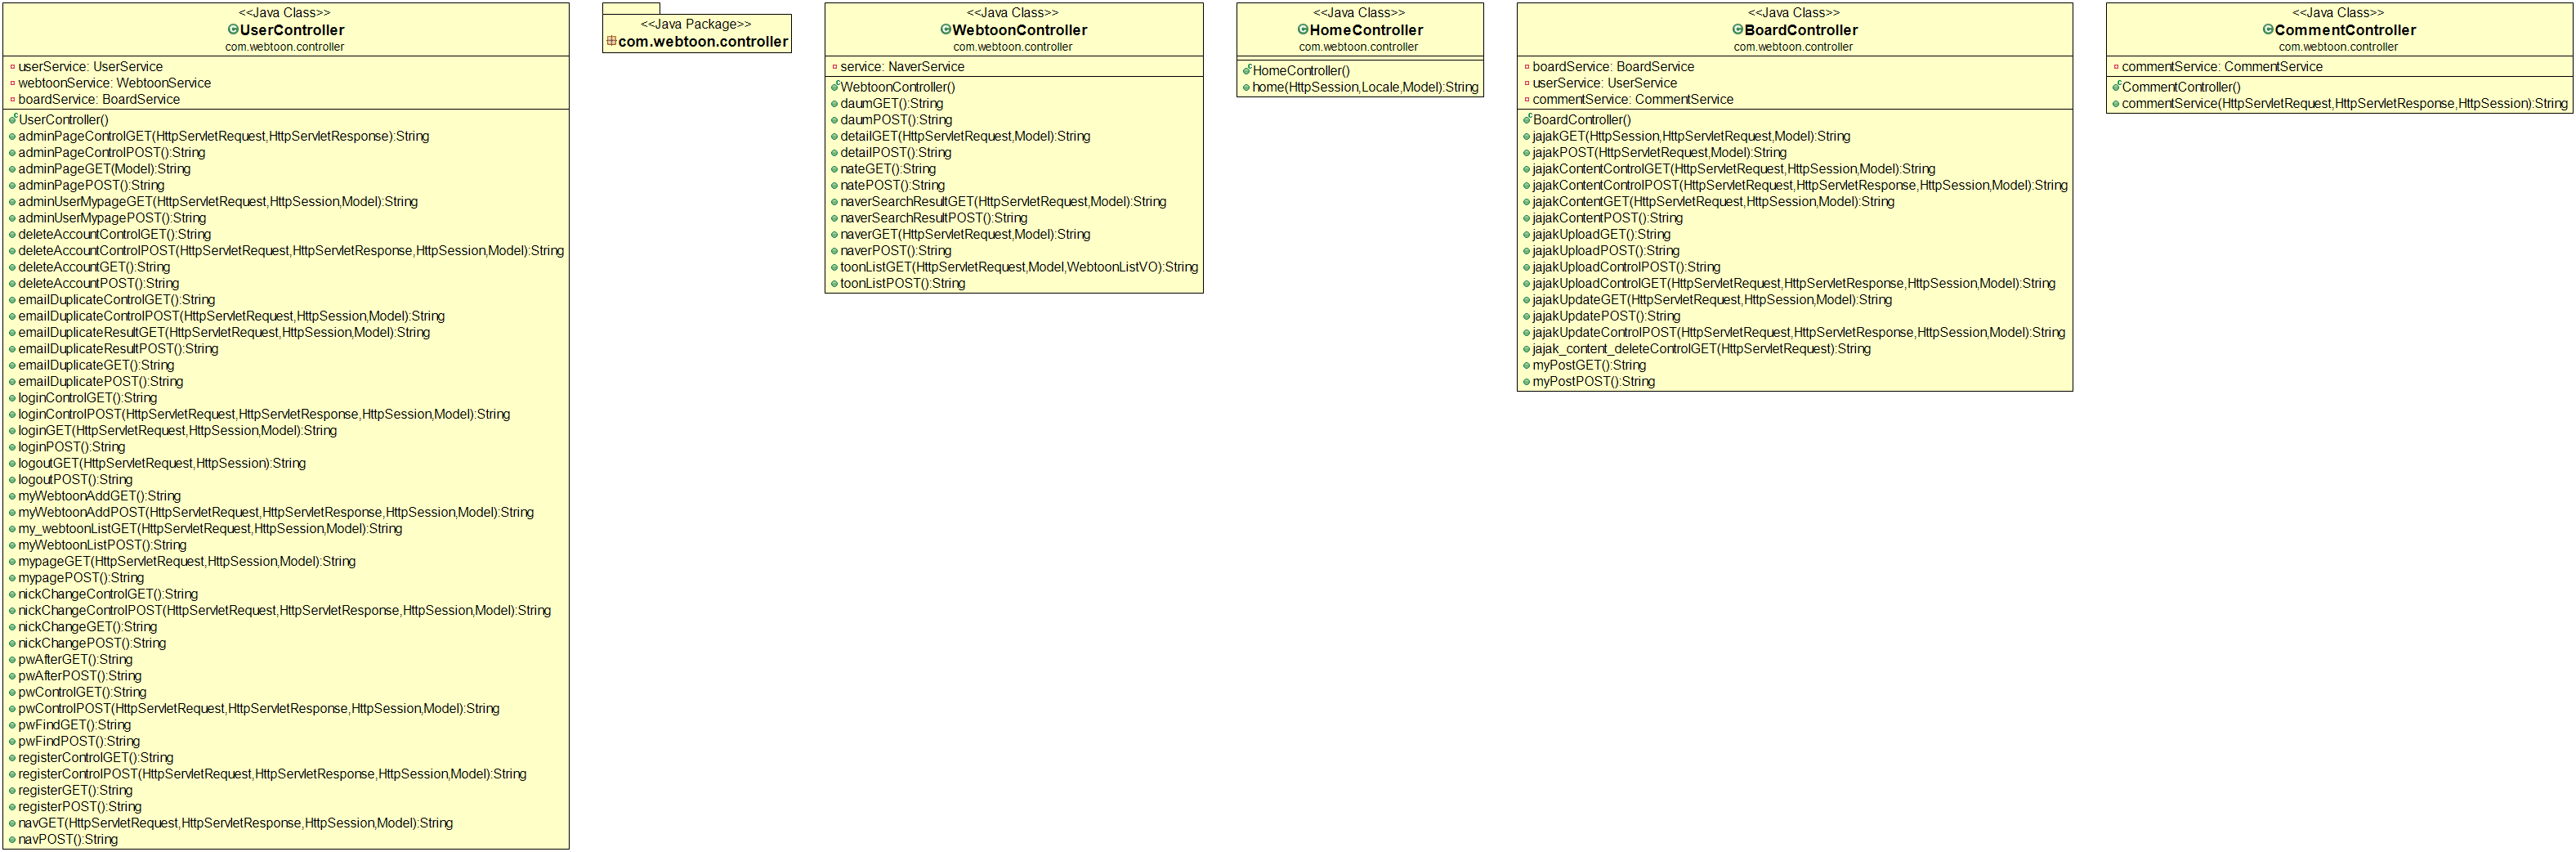 <<Java Class>>
UserController
com.webtoon.controller
userService: UserService
webtoonService: WebtoonService
boardService: BoardService
UserController()
adminPageControlGET(HttpServletRequest,HttpServletResponse):String
adminPageControlPOST():String
adminPageGET(Model):String
adminPagePOST():String
adminUserMypageGET(HttpServletRequest,HttpSession,Model):String
adminUserMypagePOST():String
deleteAccountControlGET():String
deleteAccountControlPOST(HttpServletRequest,HttpServletResponse,HttpSession,Model):String
deleteAccountGET():String
deleteAccountPOST():String
emailDuplicateControlGET():String
emailDuplicateControlPOST(HttpServletRequest,HttpSession,Model):String
emailDuplicateResultGET(HttpServletRequest,HttpSession,Model):String
emailDuplicateResultPOST():String
emailDuplicateGET():String
emailDuplicatePOST():String
loginControlGET():String
loginControlPOST(HttpServletRequest,HttpServletResponse,HttpSession,Model):String
loginGET(HttpServletRequest,HttpSession,Model):String
loginPOST():String
logoutGET(HttpServletRequest,HttpSession):String
logoutPOST():String
myWebtoonAddGET():String
myWebtoonAddPOST(HttpServletRequest,HttpServletResponse,HttpSession,Model):String
my_webtoonListGET(HttpServletRequest,HttpSession,Model):String
myWebtoonListPOST():String
mypageGET(HttpServletRequest,HttpSession,Model):String
mypagePOST():String
nickChangeControlGET():String
nickChangeControlPOST(HttpServletRequest,HttpServletResponse,HttpSession,Model):String
nickChangeGET():String
nickChangePOST():String
pwAfterGET():String
pwAfterPOST():String
pwControlGET():String
pwControlPOST(HttpServletRequest,HttpServletResponse,HttpSession,Model):String
pwFindGET():String
pwFindPOST():String
registerControlGET():String
registerControlPOST(HttpServletRequest,HttpServletResponse,HttpSession,Model):String
registerGET():String
registerPOST():String
navGET(HttpServletRequest,HttpServletResponse,HttpSession,Model):String
navPOST():String
<<Java Package>>
com.webtoon.controller
<<Java Class>>
WebtoonController
com.webtoon.controller
service: NaverService
WebtoonController()
daumGET():String
daumPOST():String
detailGET(HttpServletRequest,Model):String
detailPOST():String
nateGET():String
natePOST():String
naverSearchResultGET(HttpServletRequest,Model):String
naverSearchResultPOST():String
naverGET(HttpServletRequest,Model):String
naverPOST():String
toonListGET(HttpServletRequest,Model,WebtoonListVO):String
toonListPOST():String
<<Java Class>>
HomeController
com.webtoon.controller
HomeController()
home(HttpSession,Locale,Model):String
<<Java Class>>
BoardController
com.webtoon.controller
boardService: BoardService
userService: UserService
commentService: CommentService
BoardController()
jajakGET(HttpSession,HttpServletRequest,Model):String
jajakPOST(HttpServletRequest,Model):String
jajakContentControlGET(HttpServletRequest,HttpSession,Model):String
jajakContentControlPOST(HttpServletRequest,HttpServletResponse,HttpSession,Model):String
jajakContentGET(HttpServletRequest,HttpSession,Model):String
jajakContentPOST():String
jajakUploadGET():String
jajakUploadPOST():String
jajakUploadControlPOST():String
jajakUploadControlGET(HttpServletRequest,HttpServletResponse,HttpSession,Model):String
jajakUpdateGET(HttpServletRequest,HttpSession,Model):String
jajakUpdatePOST():String
jajakUpdateControlPOST(HttpServletRequest,HttpServletResponse,HttpSession,Model):String
jajak_content_deleteControlGET(HttpServletRequest):String
myPostGET():String
myPostPOST():String
<<Java Class>>
CommentController
com.webtoon.controller
commentService: CommentService
CommentController()
commentService(HttpServletRequest,HttpServletResponse,HttpSession):String